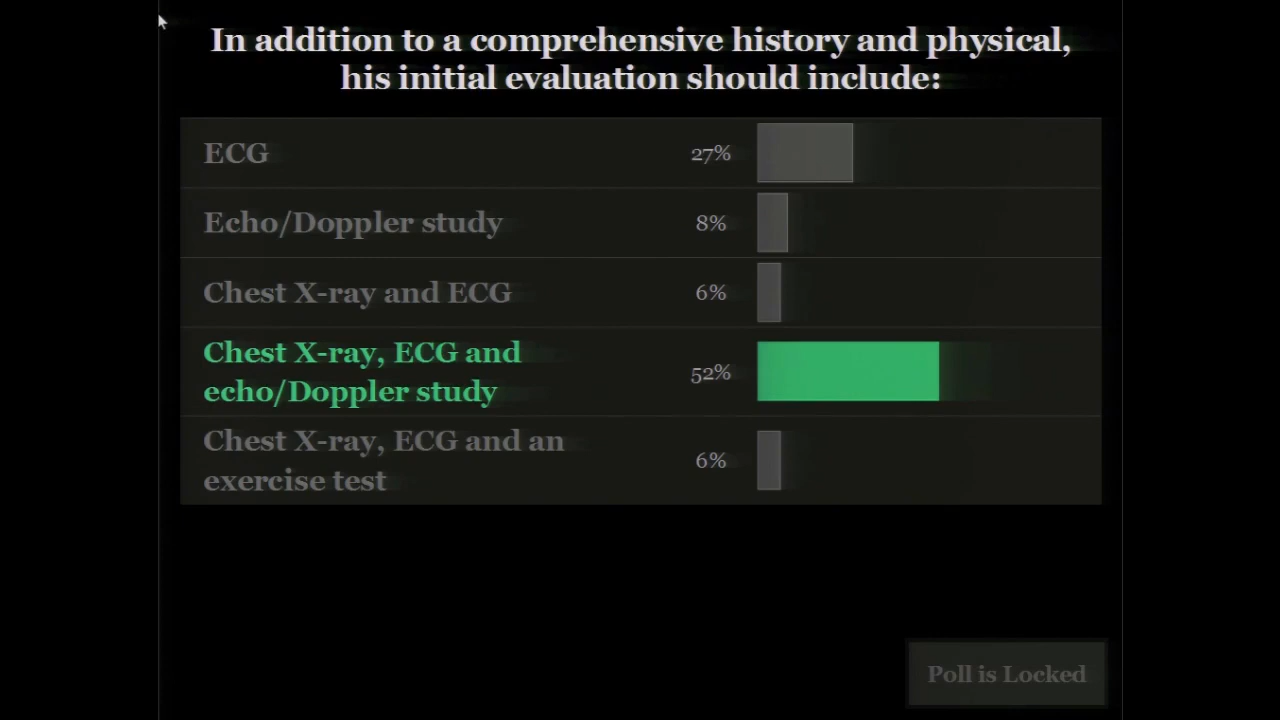 In addition to a comprehensive history and physical,
his initial evaluation should include:
ECG 27%
Echo/Doppler study 8%
Chest X-ray and ECG 6%
Chest X-ray, ECG and
echo/Doppler study 52%
Chest X-ray, ECG and an
exercise test 6%
Poll is Locked